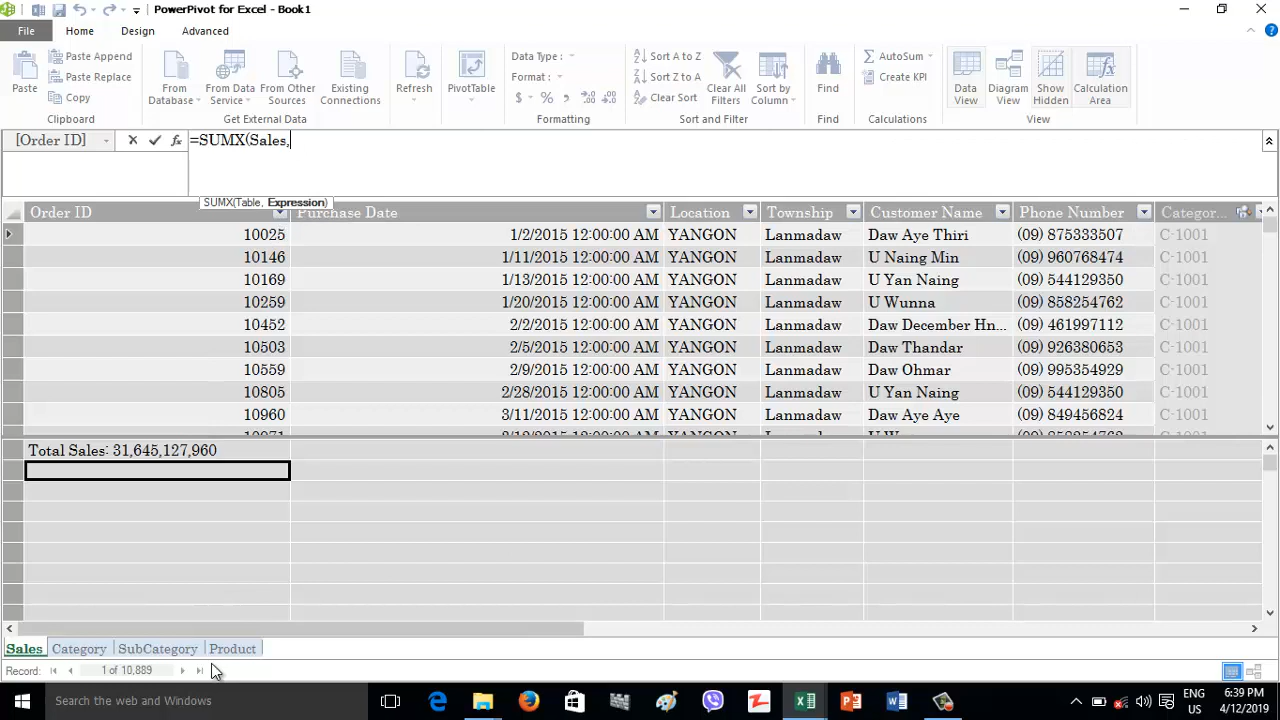 PowerPivot for Excel - Book1
File Home Design Advanced
Paste
Paste Append
Paste Replace
Copy
Clipboard
From Database
From Data Service
From Other Sources
Existing Connections
Get External Data
Refresh
PivotTable
Data Type :
Format :
$ % ,
Formatting
Sort A to Z
Sort Z to A
Clear Sort
Clear All Filters
Sort by Column
Sort and Filter
Find
Find
AutoSum
Create KPI
Calculations
Data View
Diagram View
Show Hidden
Calculation Area
View
[Order ID] fx =SUMX(Sales,
SUMX(Table, Expression)
Order ID Purchase Date Location Township Customer Name Phone Number Categor...
10025 1/2/2015 12:00:00 AM YANGON Lanmadaw Daw Aye Thiri (09) 875333507 C-1001
10146 1/11/2015 12:00:00 AM YANGON Lanmadaw U Naing Min (09) 960768474 C-1001
10169 1/13/2015 12:00:00 AM YANGON Lanmadaw U Yan Naing (09) 544129350 C-1001
10259 1/20/2015 12:00:00 AM YANGON Lanmadaw U Wunna (09) 858254762 C-1001
10452 2/2/2015 12:00:00 AM YANGON Lanmadaw Daw December Hn... (09) 461997112 C-1001
10503 2/5/2015 12:00:00 AM YANGON Lanmadaw Daw Thandar (09) 926380653 C-1001
10559 2/9/2015 12:00:00 AM YANGON Lanmadaw Daw Ohmar (09) 995354929 C-1001
10805 2/28/2015 12:00:00 AM YANGON Lanmadaw U Yan Naing (09) 544129350 C-1001
10960 3/11/2015 12:00:00 AM YANGON Lanmadaw Daw Aye Aye (09) 849456824 C-1001
Total Sales: 31,645,127,960
Sales Category SubCategory Product
Record: 1 of 10,889
Search the web and Windows
ENG US
6:39 PM
4/12/2019